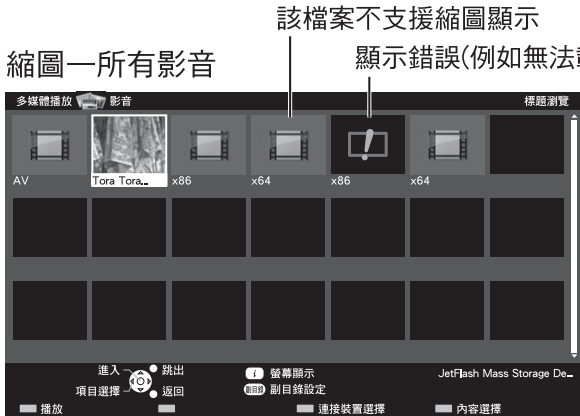 該檔案不支援縮圖顯示
縮圖—所有影音
顯示錯誤(例如無法
多媒體播放 影音 標題瀏覽
AV Tora Tora... x86 x64 x86 x64
進入 跳出 i 螢幕顯示 JetFlash Mass Storage De...
項目選擇 返回 副目錄 副目錄設定
播放 連接裝置選擇 內容選擇